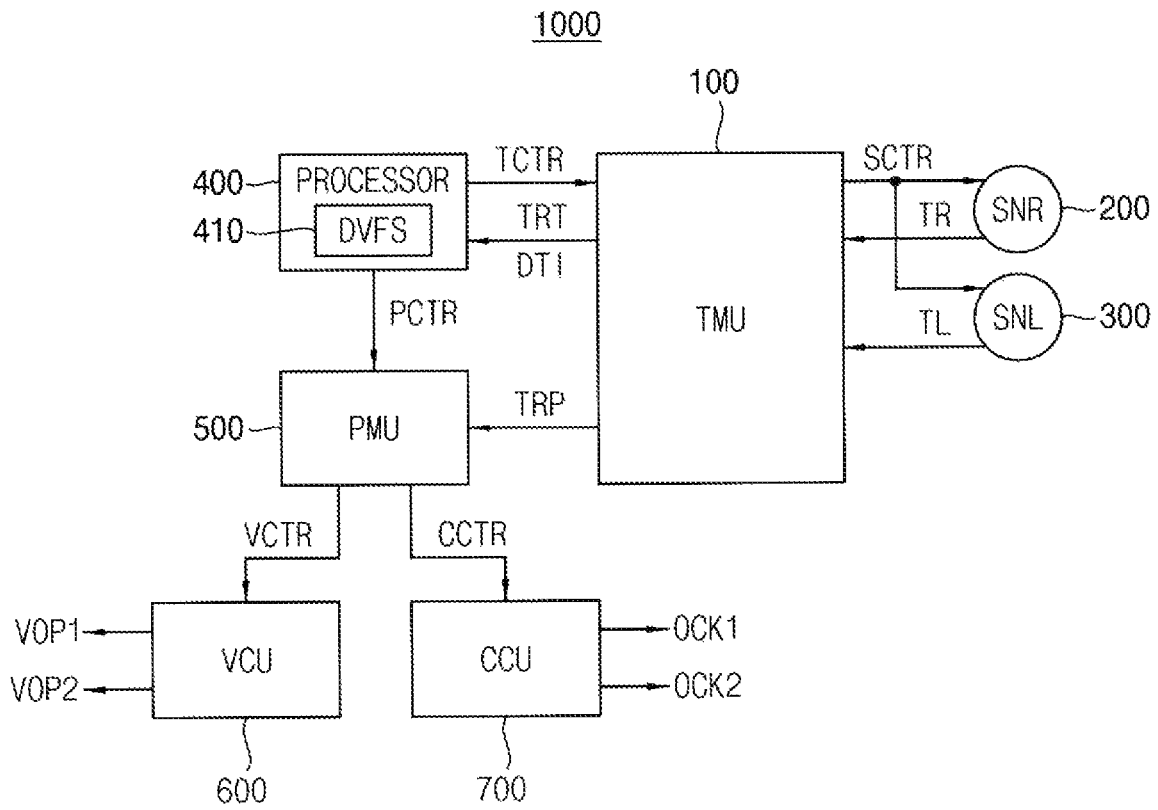 1000
100
400
PROCESSOR
TCTR
SCTR
410
DVFS
TRT
DTI
TR
SNR
200
TMU
PCTR
TL
SNL
300
500
PMU
TRP
VCTR
CCTR
VOP1
VOP2
VCU
CCU
OCK1
OCK2
600
700